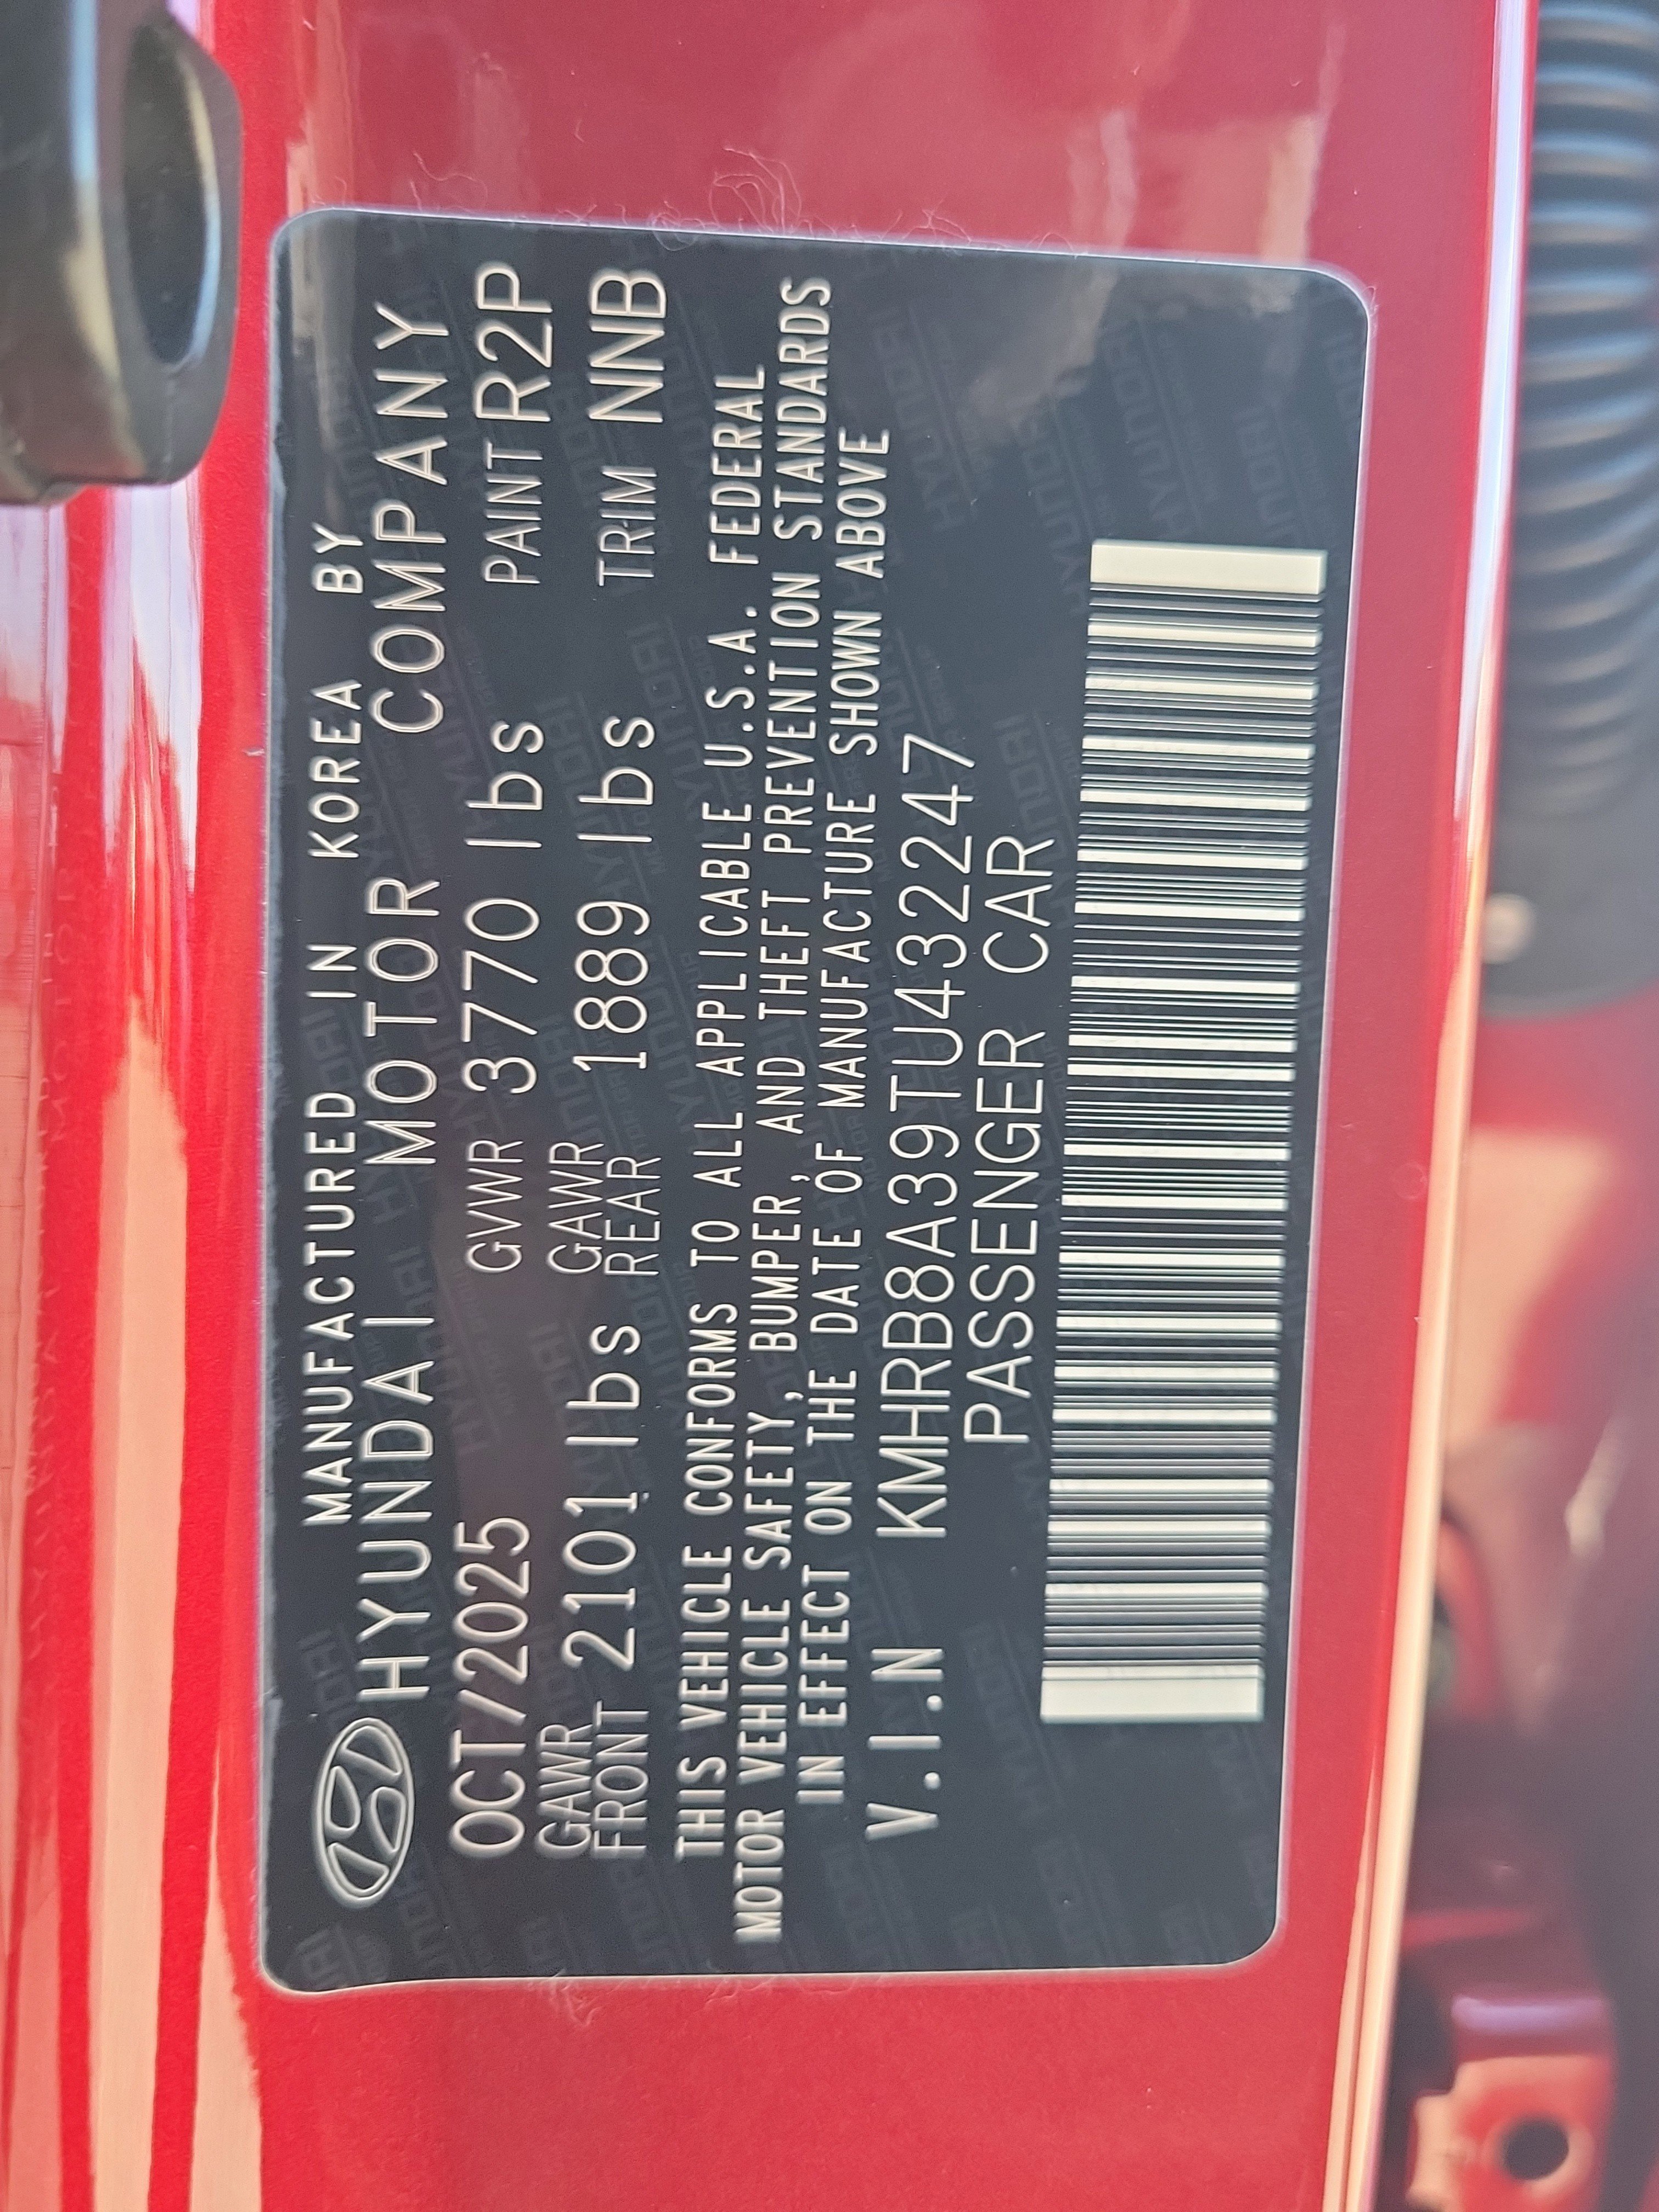 MANUFACTURED IN KOREA BY
HYUNDAI MOTOR COMPANY
OCT/2025 GVWR 3770 lbs PAINT R2P
GAWR FRONT 2101 lbs GAWR REAR 1889 lbs TRIM NNB
THIS VEHICLE CONFORMS TO ALL APPLICABLE U.S.A. FEDERAL
MOTOR VEHICLE SAFETY, BUMPER, AND THEFT PREVENTION STANDARDS
IN EFFECT ON THE DATE OF MANUFACTURE SHOWN ABOVE
V.I.N KMHRB8A39TU433247
PASSENGER CAR